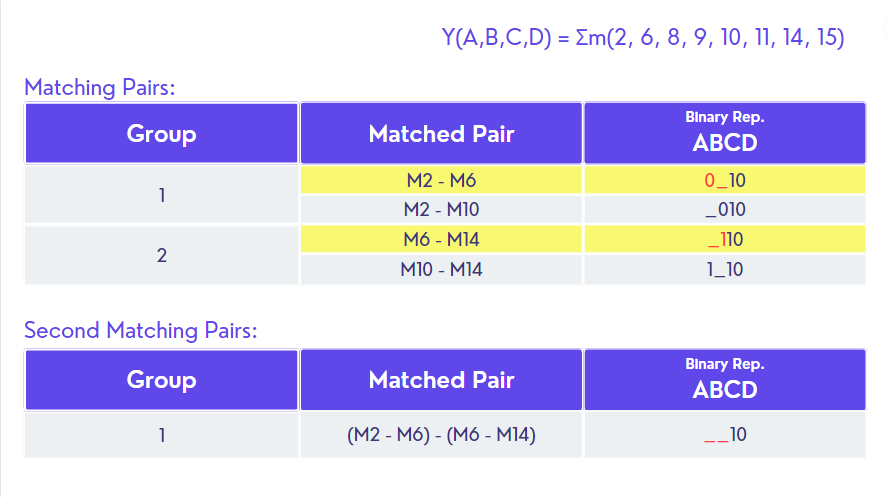 Y(A,B,C,D) = Σm(2, 6, 8, 9, 10, 11, 14, 15)
Matching Pairs:
Group
Matched Pair
Binary Rep.
ABCD
1
M2 - M6
0_10
M2 - M10
_010
2
M6 - M14
_110
M10 - M14
1_10
Second Matching Pairs:
Group
Matched Pair
Binary Rep.
ABCD
1
(M2 - M6) - (M6 - M14)
__10